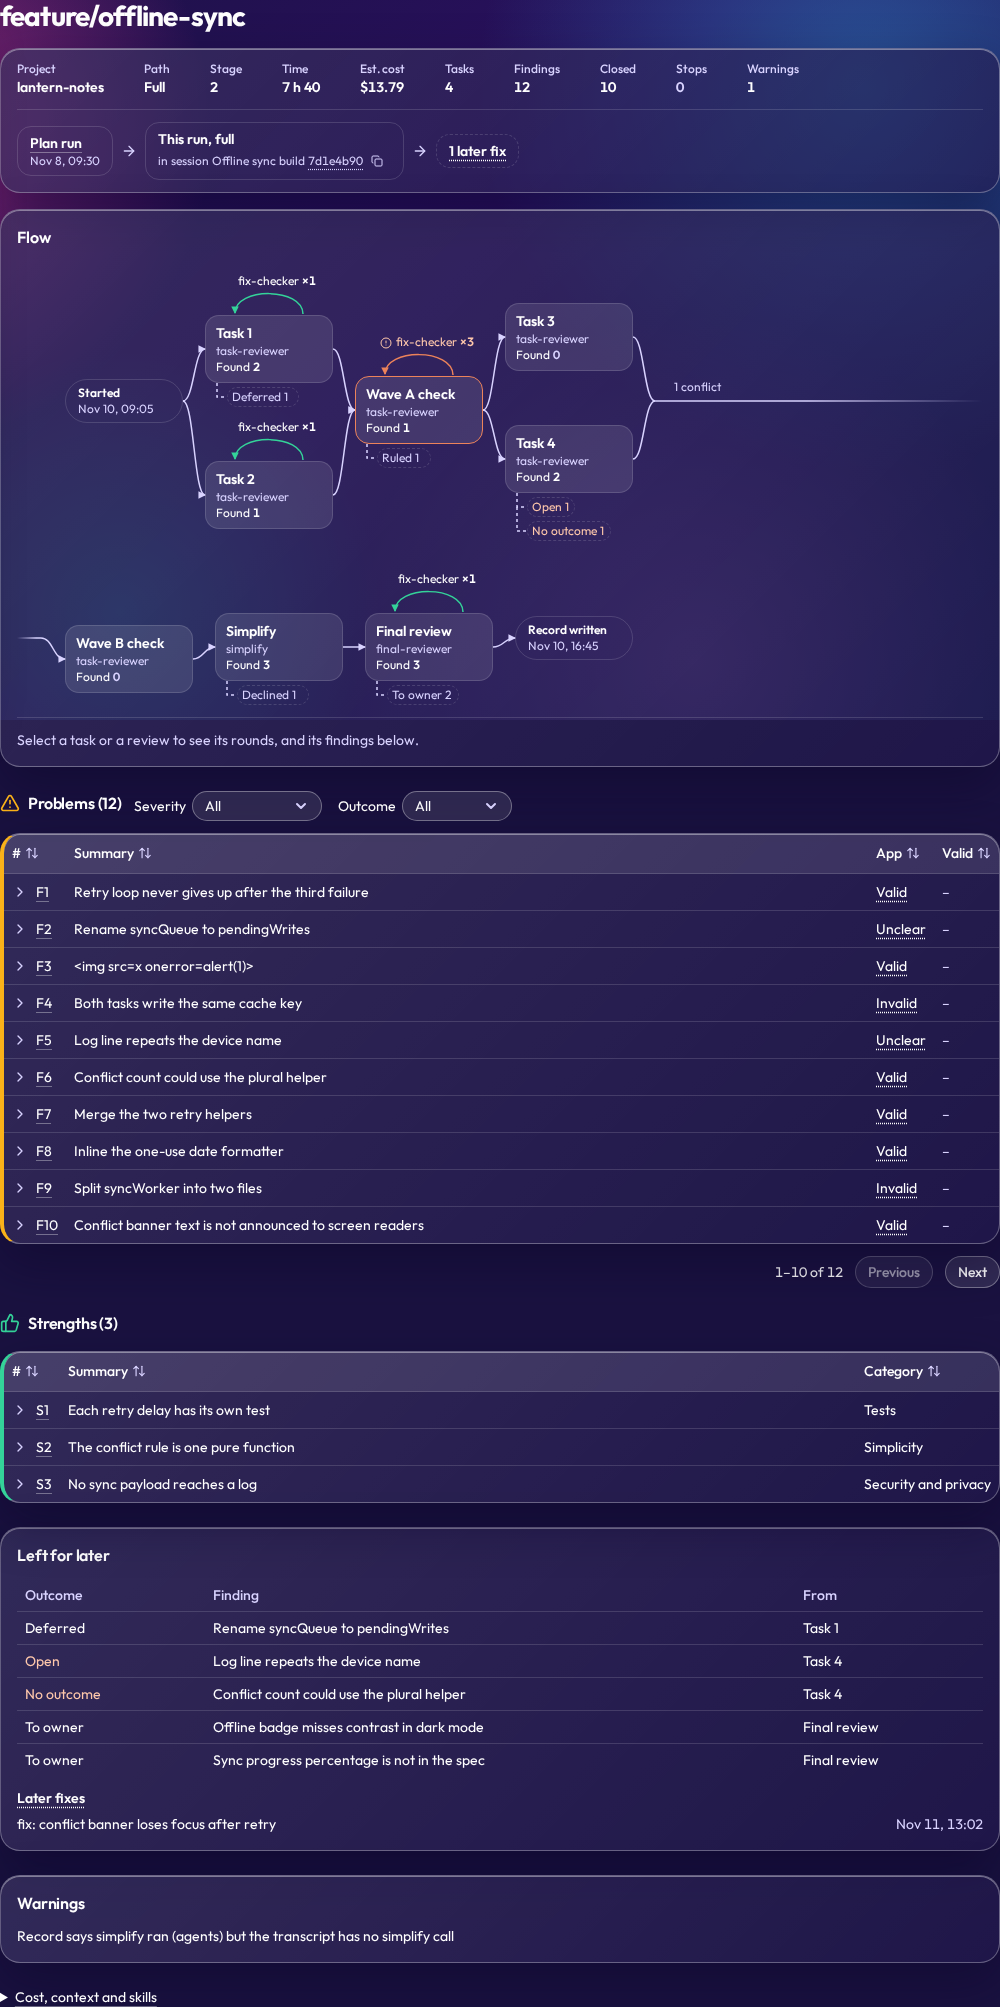 feature/offline-sync
Project Path Stage Time Est. cost Tasks Findings Closed Stops Warnings
lantern-notes Full 2 7 h 40 $13.79 4 12 10 0 1
Plan run
Nov 8, 09:30
This run, full
in session Offline sync build 7d1e4b90
1 later fix
Flow
fix-checker ×1
Task 1
task-reviewer
Found 2
Deferred 1
Started
Nov 10, 09:05
fix-checker ×1
Task 2
task-reviewer
Found 1
fix-checker ×3
Wave A check
task-reviewer
Found 1
Ruled 1
Task 3
task-reviewer
Found 0
1 conflict
Task 4
task-reviewer
Found 2
Open 1
No outcome 1
Wave B check
task-reviewer
Found 0
Simplify
simplify
Found 3
Declined 1
fix-checker ×1
Final review
final-reviewer
Found 3
To owner 2
Record written
Nov 10, 16:45
Select a task or a review to see its rounds, and its findings below.
Problems (12) Severity All Outcome All
# Summary App Valid
F1 Retry loop never gives up after the third failure Valid –
F2 Rename syncQueue to pendingWrites Unclear –
F3 <img src=x onerror=alert(1)> Valid –
F4 Both tasks write the same cache key Invalid –
F5 Log line repeats the device name Unclear –
F6 Conflict count could use the plural helper Valid –
F7 Merge the two retry helpers Valid –
F8 Inline the one-use date formatter Valid –
F9 Split syncWorker into two files Invalid –
F10 Conflict banner text is not announced to screen readers Valid –
1–10 of 12 Previous Next
Strengths (3)
# Summary Category
S1 Each retry delay has its own test Tests
S2 The conflict rule is one pure function Simplicity
S3 No sync payload reaches a log Security and privacy
Left for later
Outcome Finding From
Deferred Rename syncQueue to pendingWrites Task 1
Open Log line repeats the device name Task 4
No outcome Conflict count could use the plural helper Task 4
To owner Offline badge misses contrast in dark mode Final review
To owner Sync progress percentage is not in the spec Final review
Later fixes
fix: conflict banner loses focus after retry Nov 11, 13:02
Warnings
Record says simplify ran (agents) but the transcript has no simplify call
Cost, context and skills